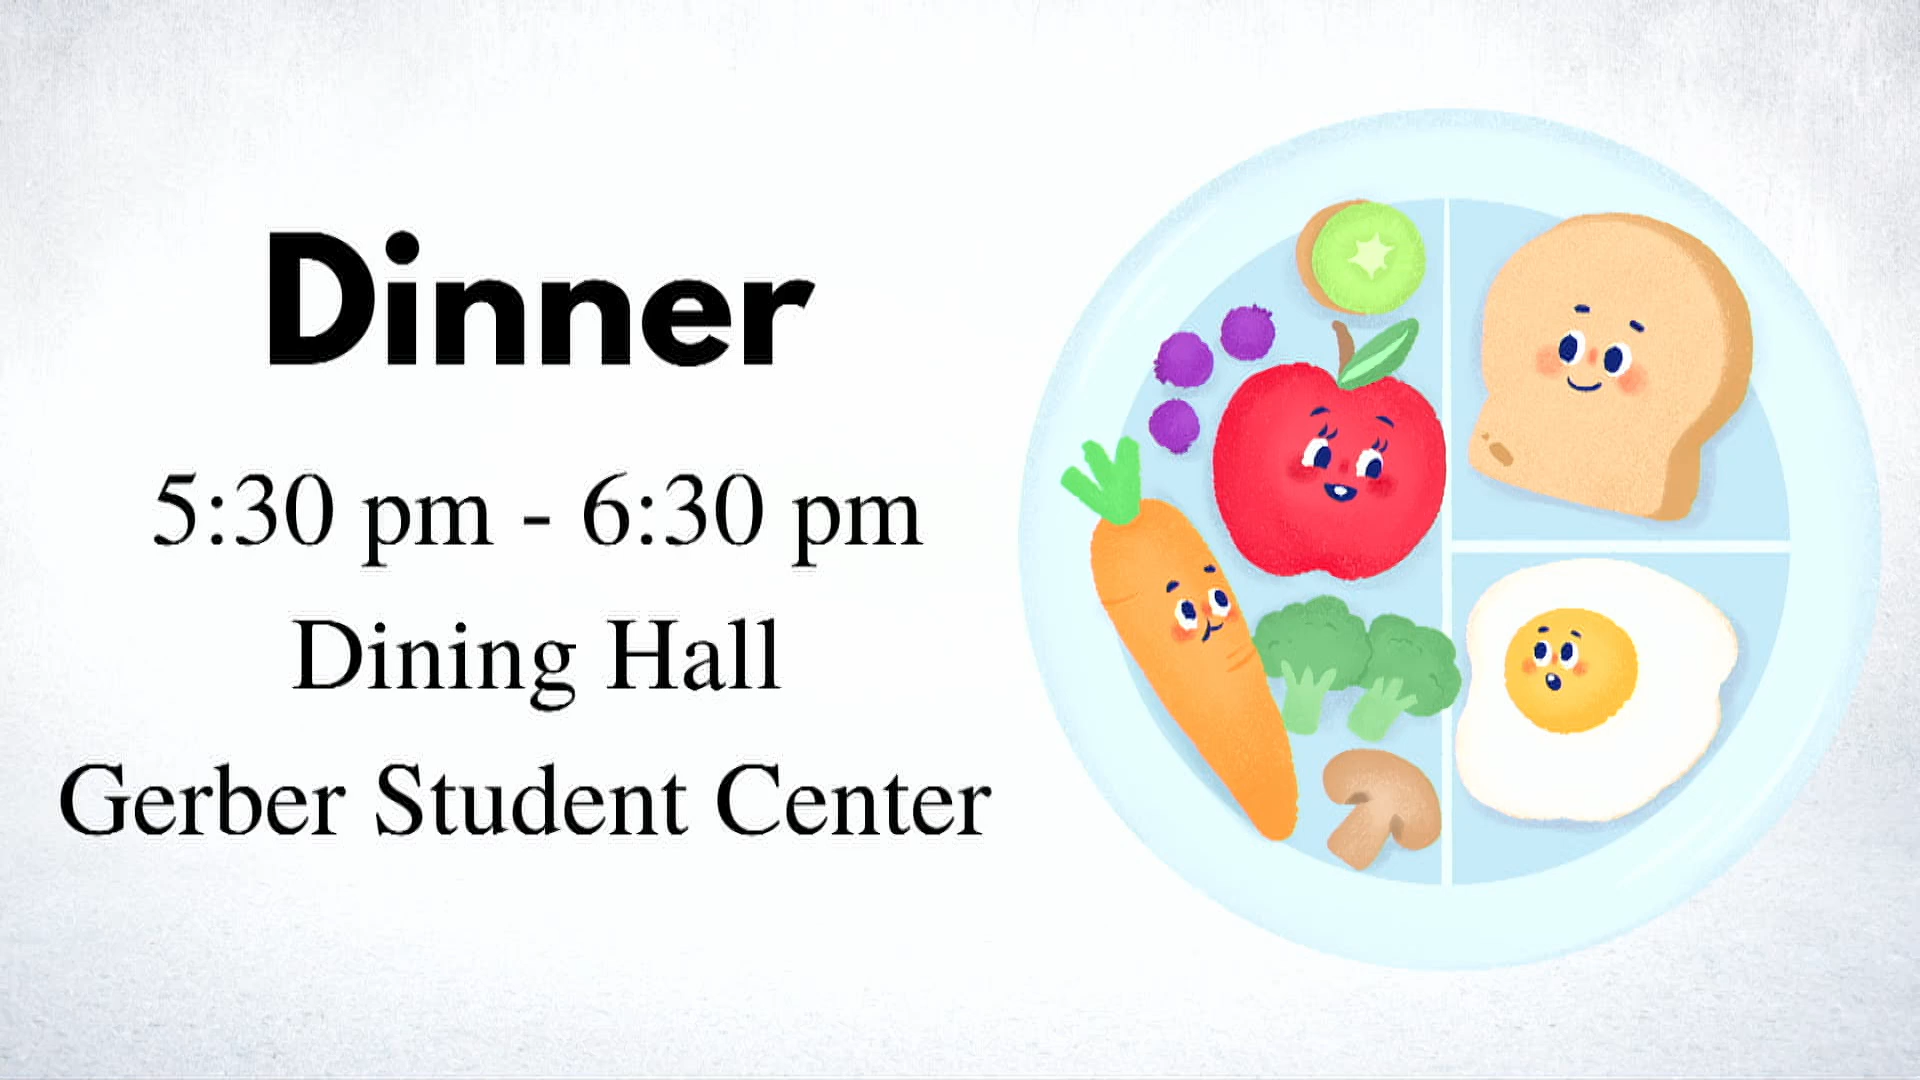 Dinner
5:30 pm - 6:30 pm
Dining Hall
Gerber Student Center